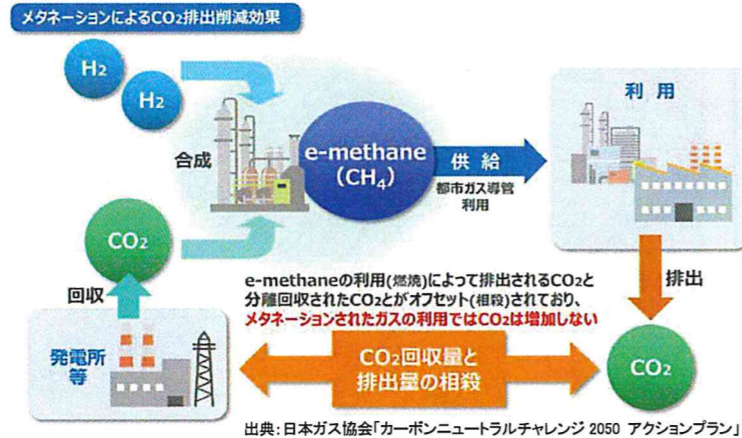 メタネーションによるCO₂排出削減効果
H₂
H₂
合成
e-methane
(CH₄)
供給
都市ガス導管
利用
利用
CO₂
回収
発電所
等
e-methaneの利用(燃焼)によって排出されるCO₂と
分離回収されたCO₂とがオフセット(相殺)されており、
メタネーションされたガスの利用ではCO₂は増加しない
排出
CO₂回収量と
排出量の相殺
CO₂
出典:日本ガス協会「カーボンニュートラルチャレンジ 2050 アクションプラン」